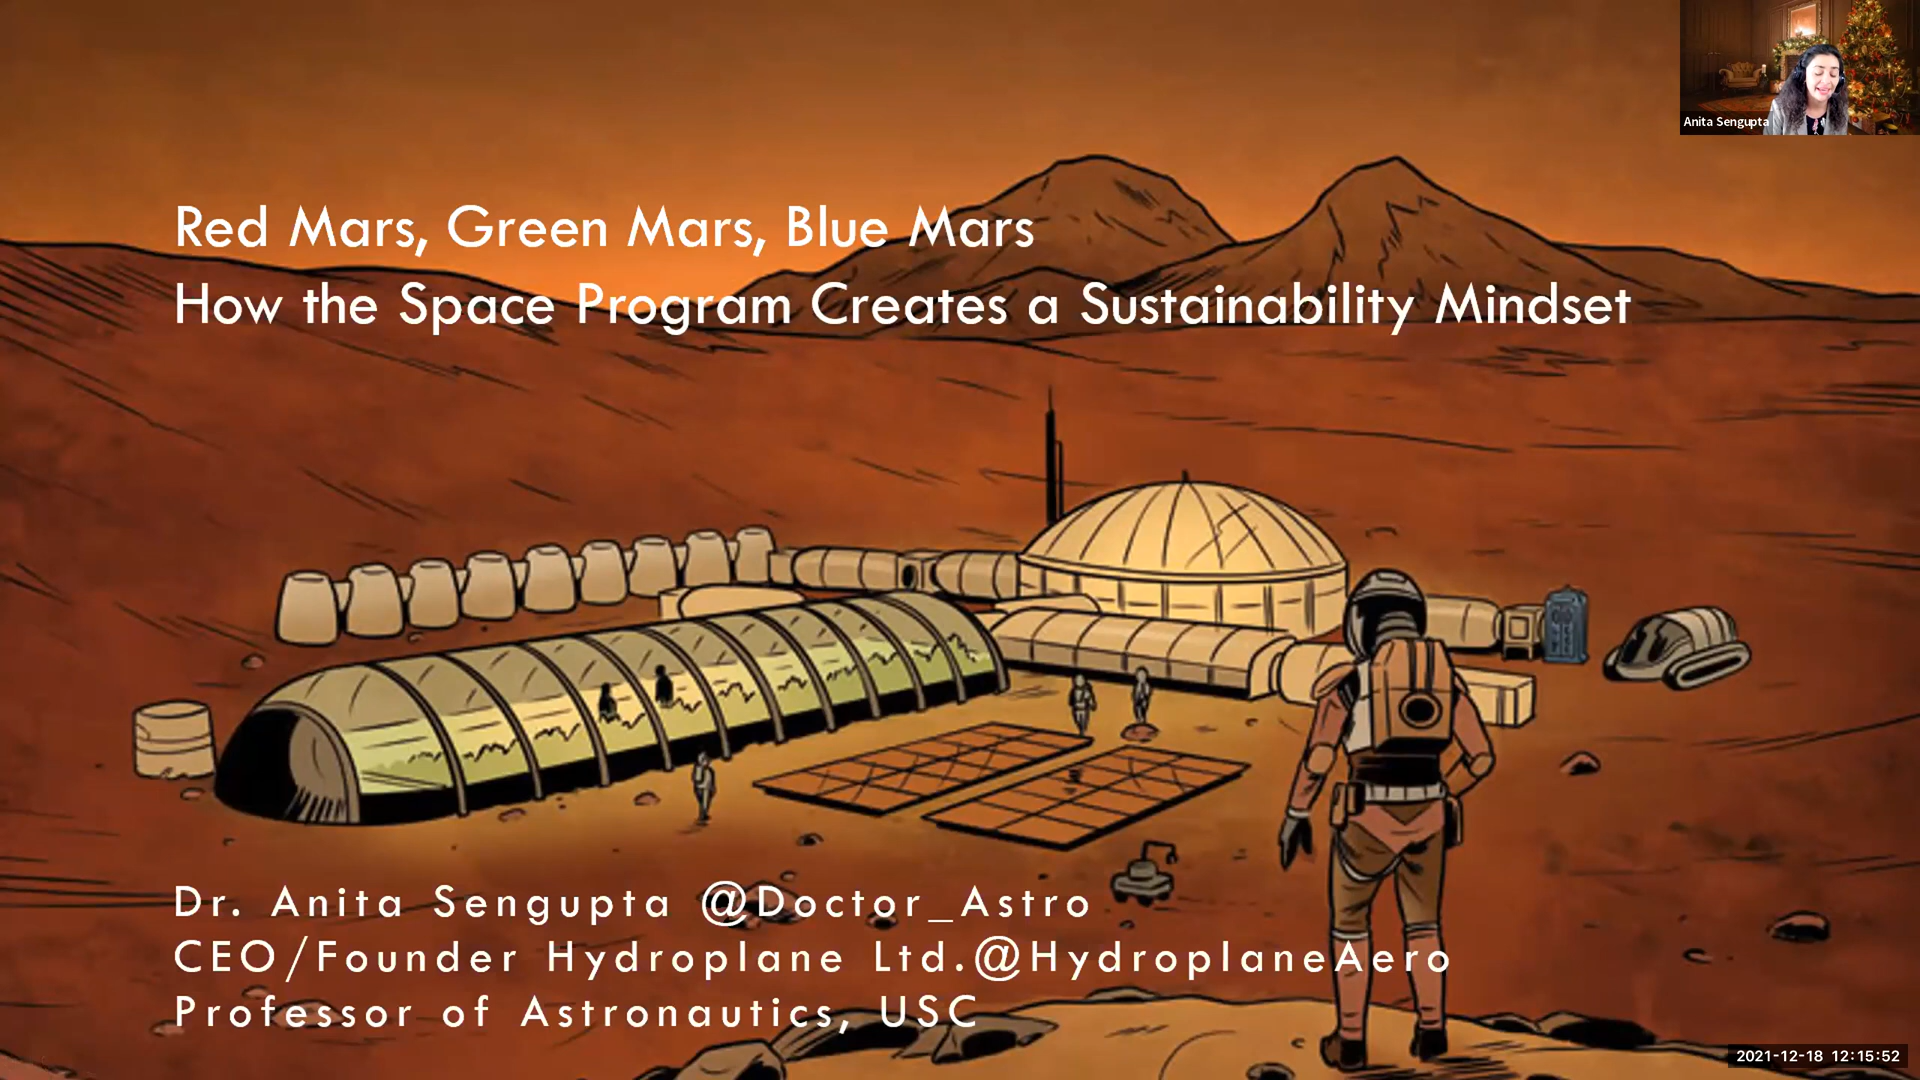 Anita Sengupta
Red Mars, Green Mars, Blue Mars
How the Space Program Creates a Sustainability Mindset
Dr. Anita Sengupta @Doctor_Astro
CEO/Founder Hydroplane Ltd.@HydroplaneAero
Professor of Astronautics, USC
2021-12-18 12:15:52